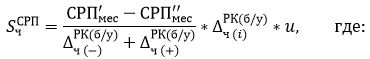 S_ч^СРП = (СРП′_мес − СРП″_мес) / (Δ_ч (−)^РК(б/у) + Δ_ч (+)^РК(б/у)) * Δ_ч (i)^РК(б/у) * u, где: